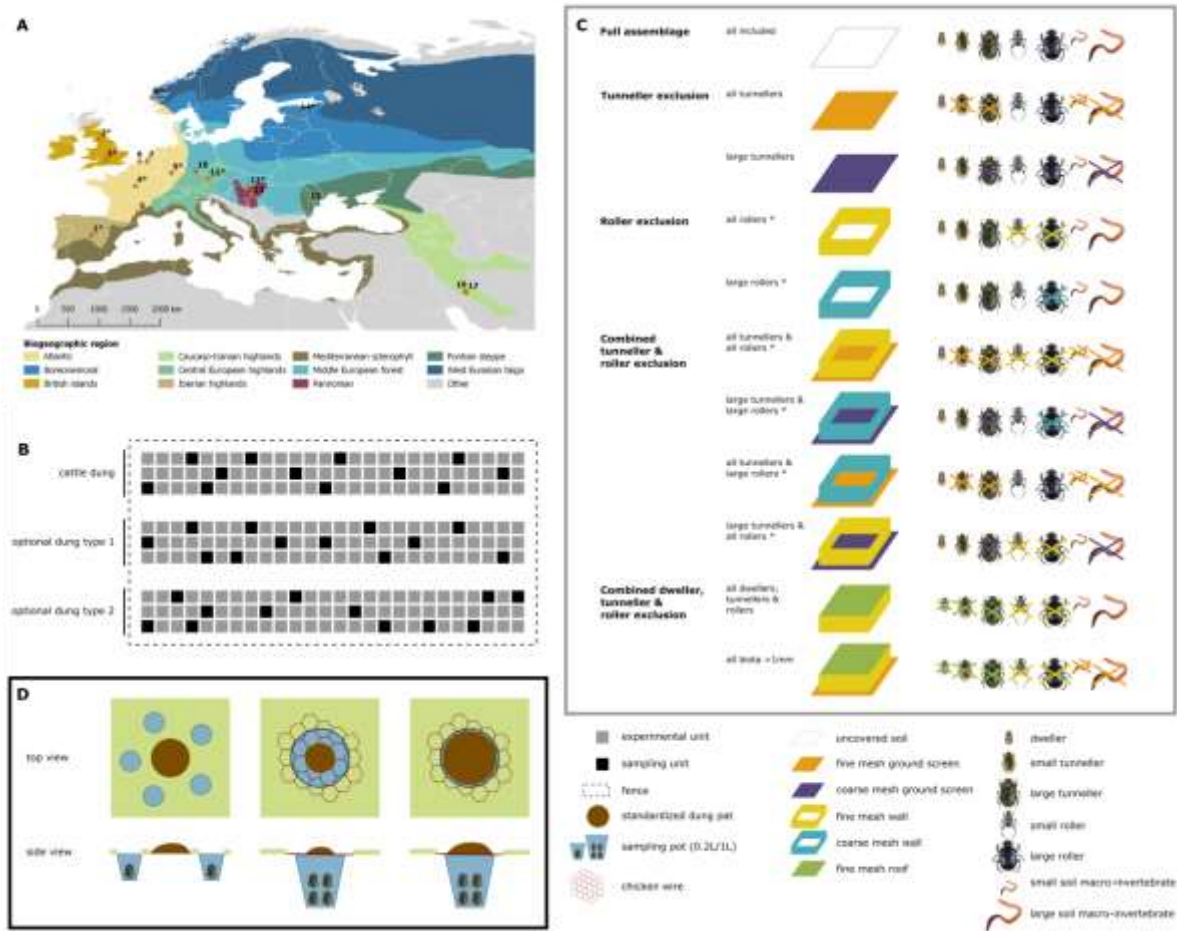 A
0 500 1000 1500 2000 km
Biogeographic region
Atlantic
Boreonemoral
British islands
Caucaso-Iranian highlands
Central European highlands
Iberian highlands
Mediterranean sclerophyll
Middle European forest
Pannonian
Pontian steppe
West Eurasian taiga
Other
B
cattle dung
optional dung type 1
optional dung type 2
C
Full assemblage
all included
Tunneller exclusion
all tunnellers
large tunnellers
Roller exclusion
all rollers *
large rollers *
Combined
tunneller &
roller exclusion
all tunnellers &
all rollers *
large tunnellers &
large rollers *
all tunnellers &
large rollers *
large tunnellers &
all rollers *
Combined dweller,
tunneller &
roller exclusion
all dwellers,
tunnellers &
rollers
all biota >1mm
D
top view
side view
experimental unit
sampling unit
fence
standardized dung pat
sampling pot (0.2L/1L)
chicken wire
uncovered soil
fine mesh ground screen
coarse mesh ground screen
fine mesh wall
coarse mesh wall
fine mesh roof
dweller
small tunneller
large tunneller
small roller
large roller
small soil macro-invertebrate
large soil macro-invertebrate